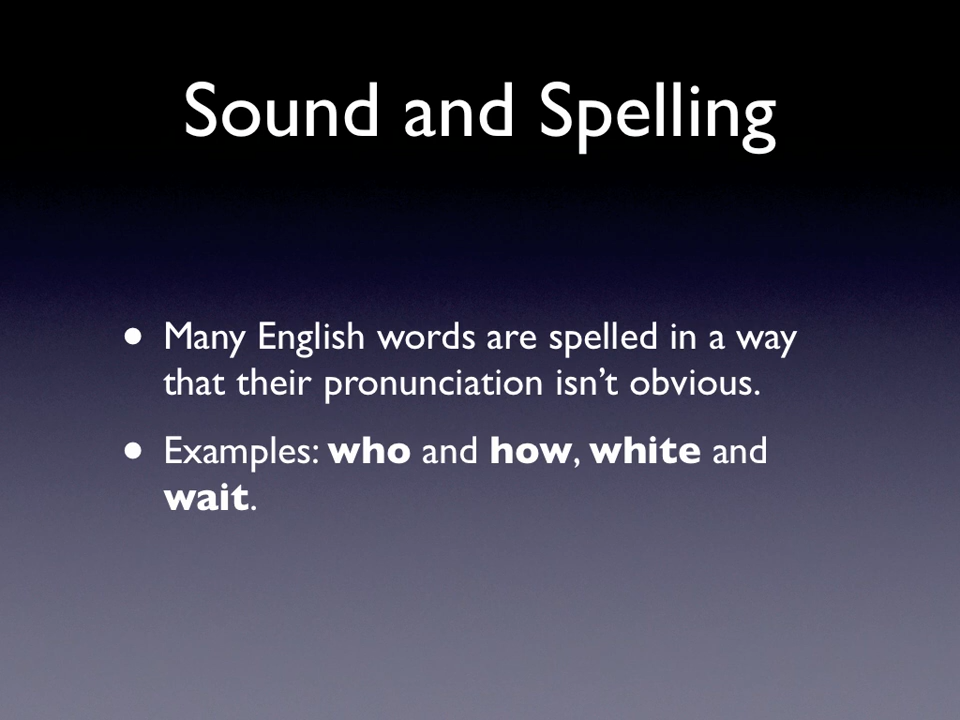 Sound and Spelling
• Many English words are spelled in a way
that their pronunciation isn’t obvious.
• Examples: who and how, white and
wait.